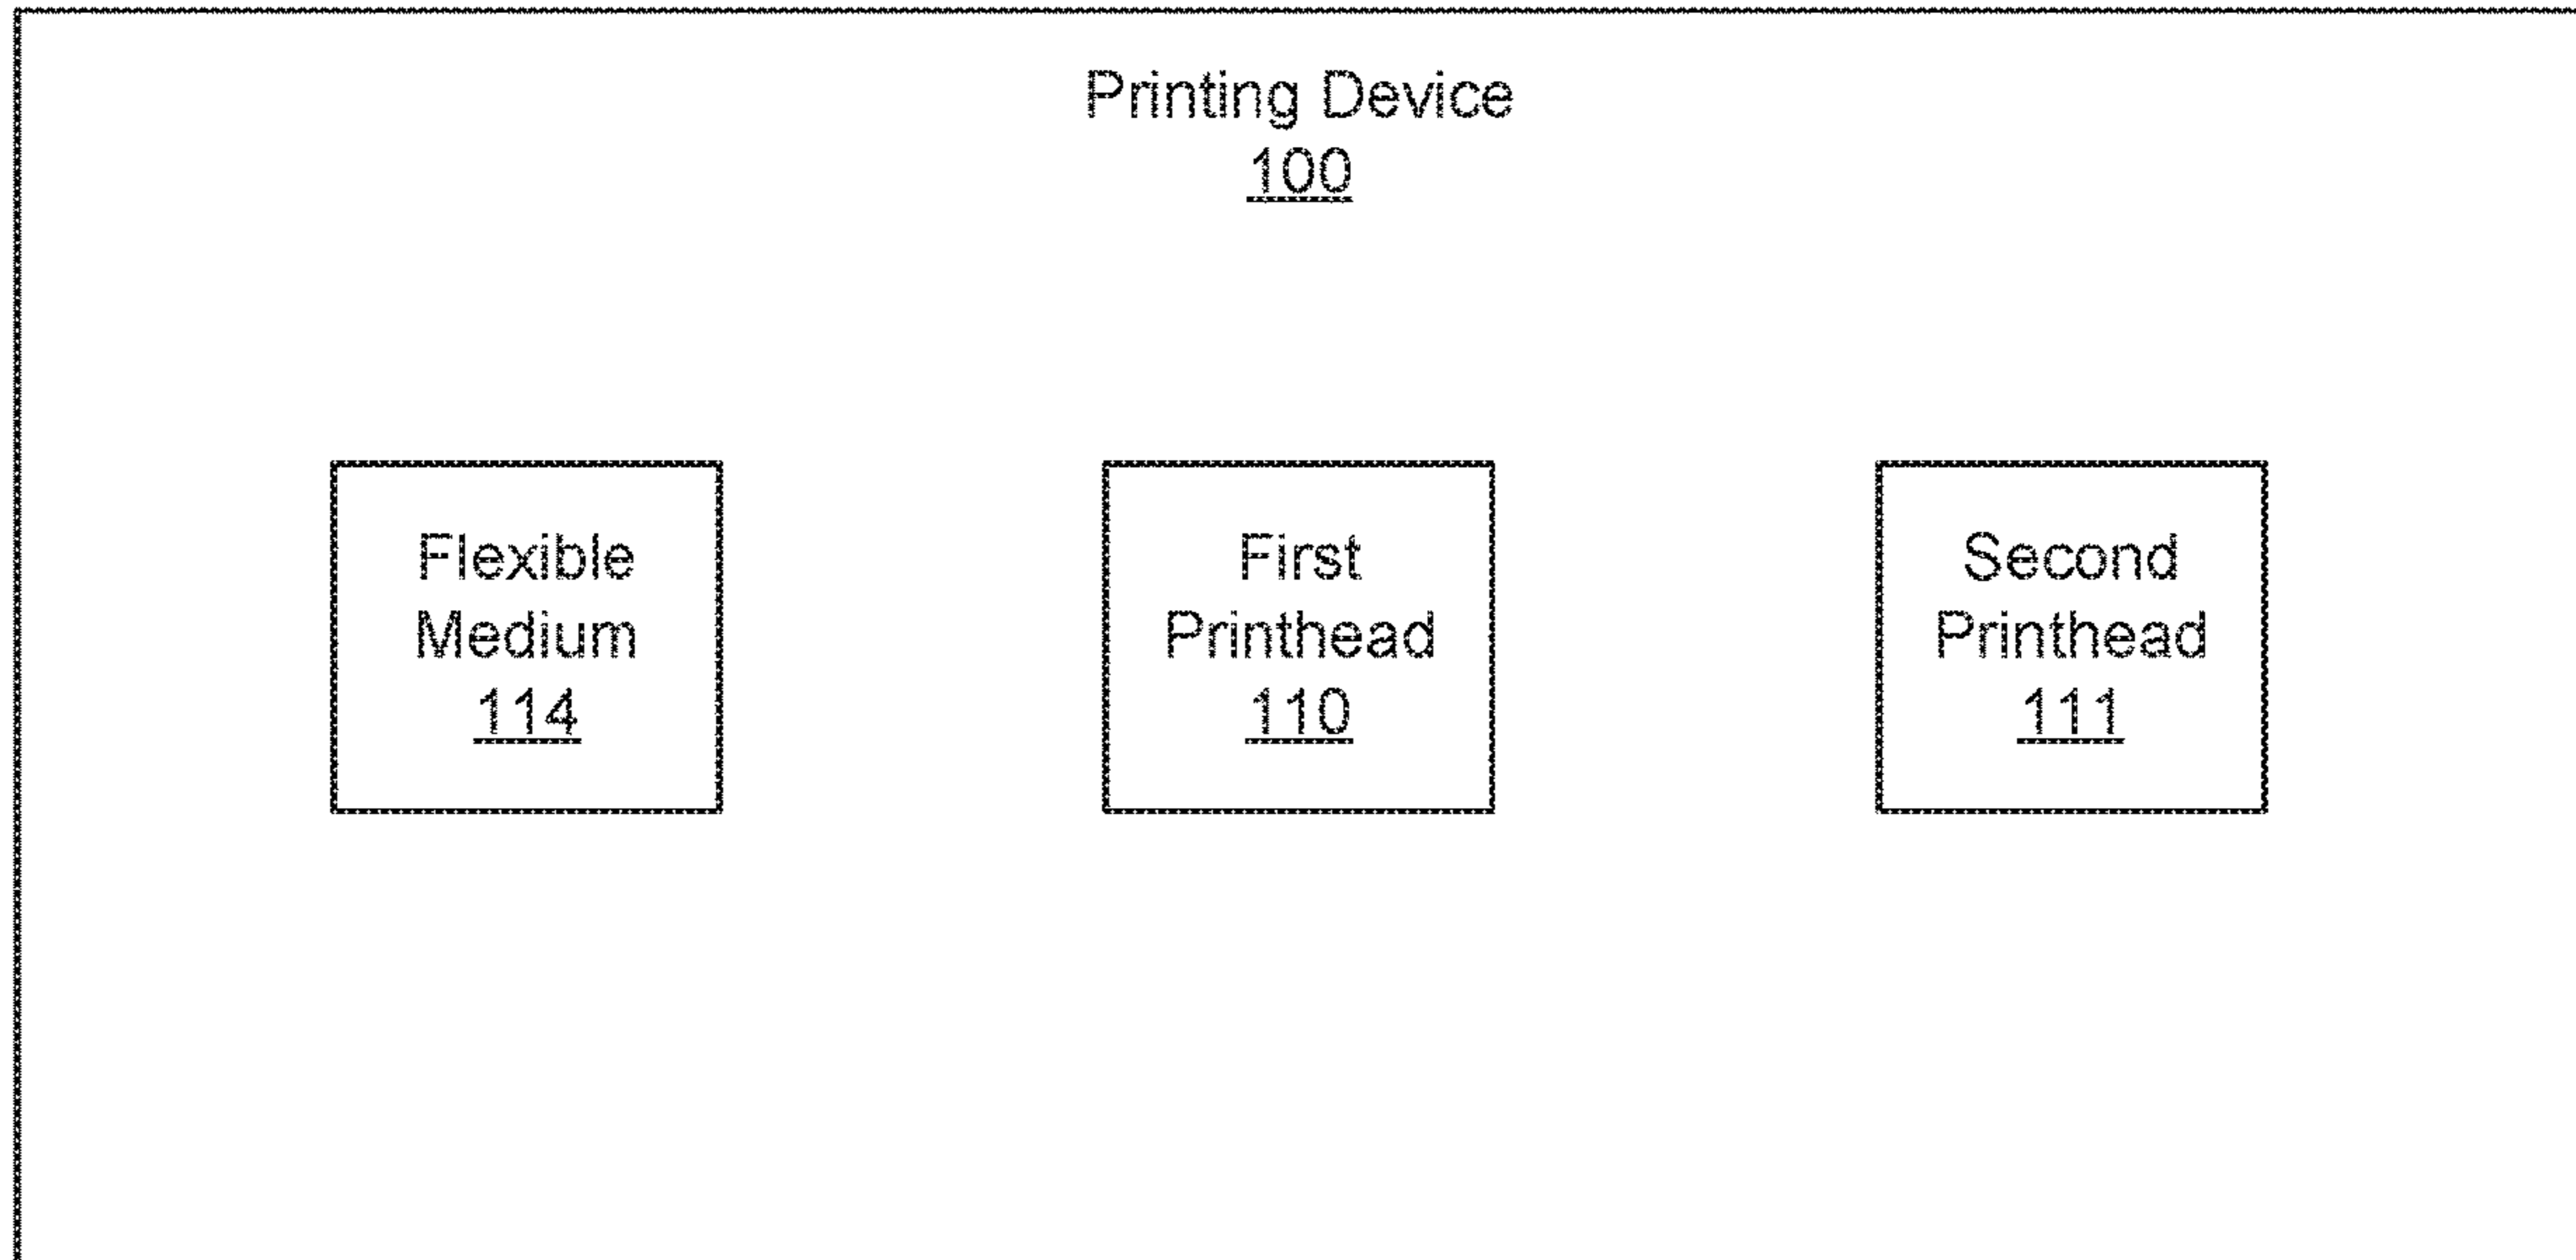 Printing Device
100
Flexible
Medium
114
First
Printhead
110
Second
Printhead
111